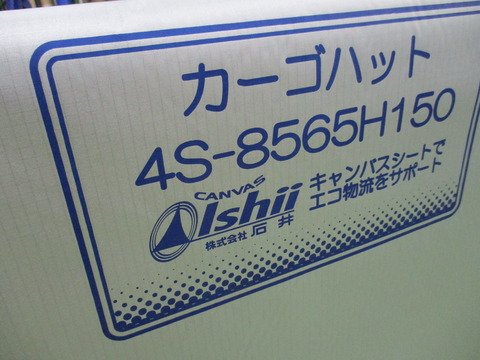 カーゴハット
4S-8565H150
CANVAS
Ishii
株式会社 石井
キャンバスシートで
エコ物流をサポート